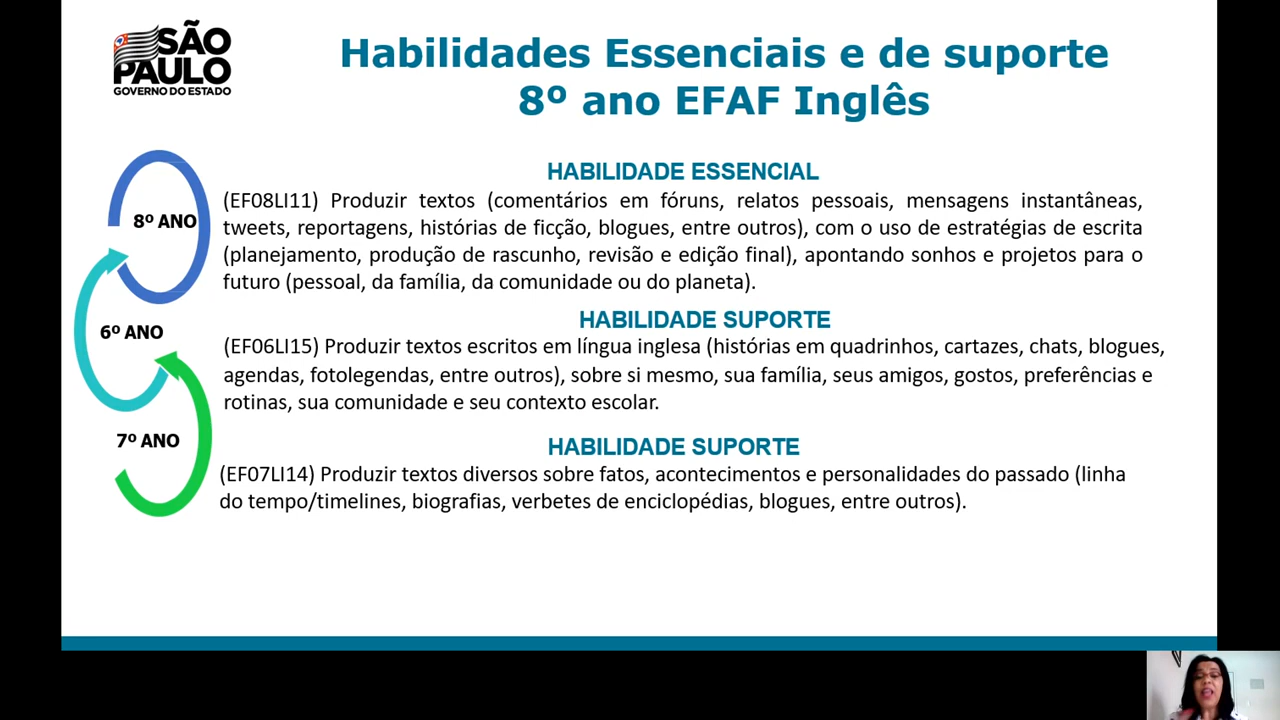 SÃO
PAULO
GOVERNO DO ESTADO
Habilidades Essenciais e de suporte
8º ano EFAF Inglês
HABILIDADE ESSENCIAL
(EF08LI11) Produzir textos (comentários em fóruns, relatos pessoais, mensagens instantâneas,
tweets, reportagens, histórias de ficção, blogues, entre outros), com o uso de estratégias de escrita
(planejamento, produção de rascunho, revisão e edição final), apontando sonhos e projetos para o
futuro (pessoal, da família, da comunidade ou do planeta).
8º ANO
HABILIDADE SUPORTE
(EF06LI15) Produzir textos escritos em língua inglesa (histórias em quadrinhos, cartazes, chats, blogues,
agendas, fotolegendas, entre outros), sobre si mesmo, sua família, seus amigos, gostos, preferências e
rotinas, sua comunidade e seu contexto escolar.
6º ANO
HABILIDADE SUPORTE
(EF07LI14) Produzir textos diversos sobre fatos, acontecimentos e personalidades do passado (linha
do tempo/timelines, biografias, verbetes de enciclopédias, blogues, entre outros).
7º ANO